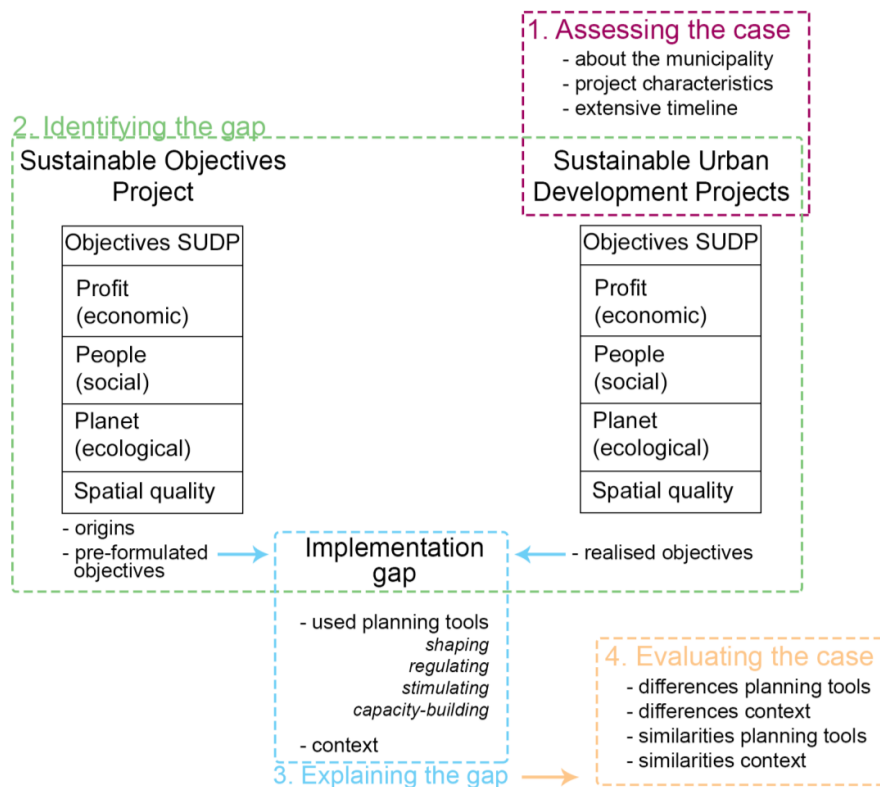 1. Assessing the case
- about the municipality
- project characteristics
- extensive timeline
2. Identifying the gap
Sustainable Objectives
Project
Sustainable Urban
Development Projects
Objectives SUDP
Profit
(economic)
People
(social)
Planet
(ecological)
Spatial quality
- origins
- pre-formulated
objectives
Objectives SUDP
Profit
(economic)
People
(social)
Planet
(ecological)
Spatial quality
- realised objectives
Implementation
gap
- used planning tools
shaping
regulating
stimulating
capacity-building
- context
3. Explaining the gap
4. Evaluating the case
- differences planning tools
- differences context
- similarities planning tools
- similarities context